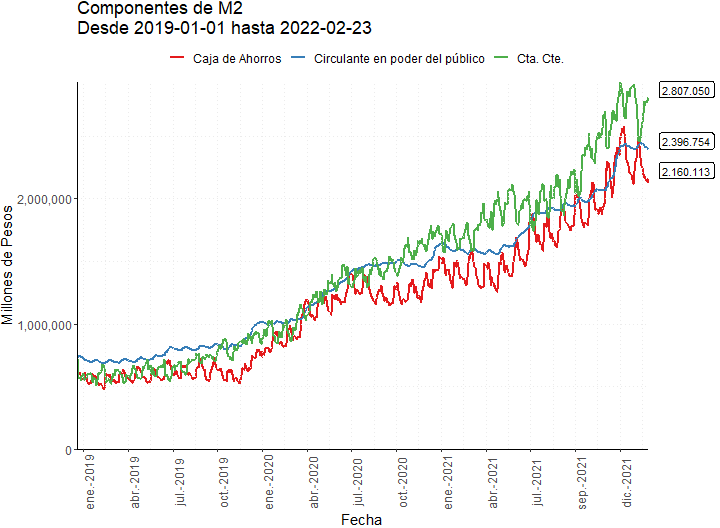 Componentes de M2
Desde 2019-01-01 hasta 2022-02-23
Caja de Ahorros Circulante en poder del público Cta. Cte.
2.807.050
2.396.754
2.160.113
2,000,000
1,000,000
0
Millones de Pesos
ene.-2019 abr.-2019 jul.-2019 oct.-2019 ene.-2020 abr.-2020 jul.-2020 oct.-2020 ene.-2021 abr.-2021 jul.-2021 sep.-2021 dic.-2021
Fecha